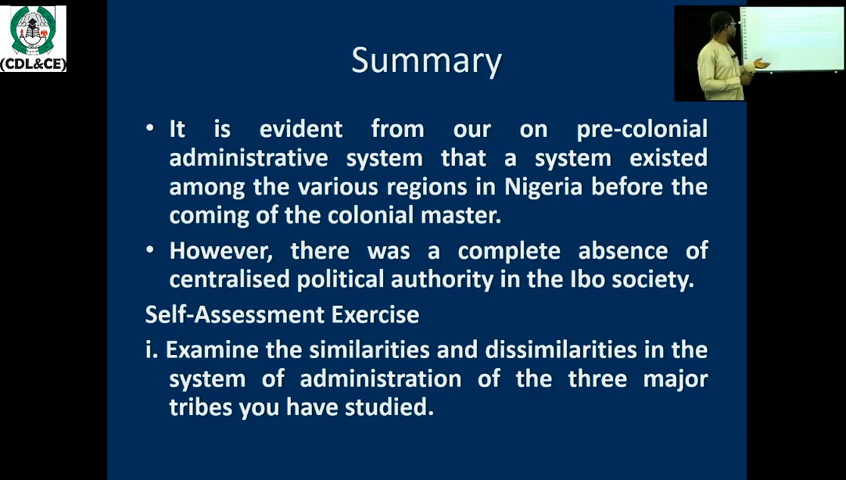 (CDL&CE)
Summary
• It is evident from our on pre-colonial
administrative system that a system existed
among the various regions in Nigeria before the
coming of the colonial master.
• However, there was a complete absence of
centralised political authority in the Ibo society.
Self-Assessment Exercise
i. Examine the similarities and dissimilarities in the
system of administration of the three major
tribes you have studied.